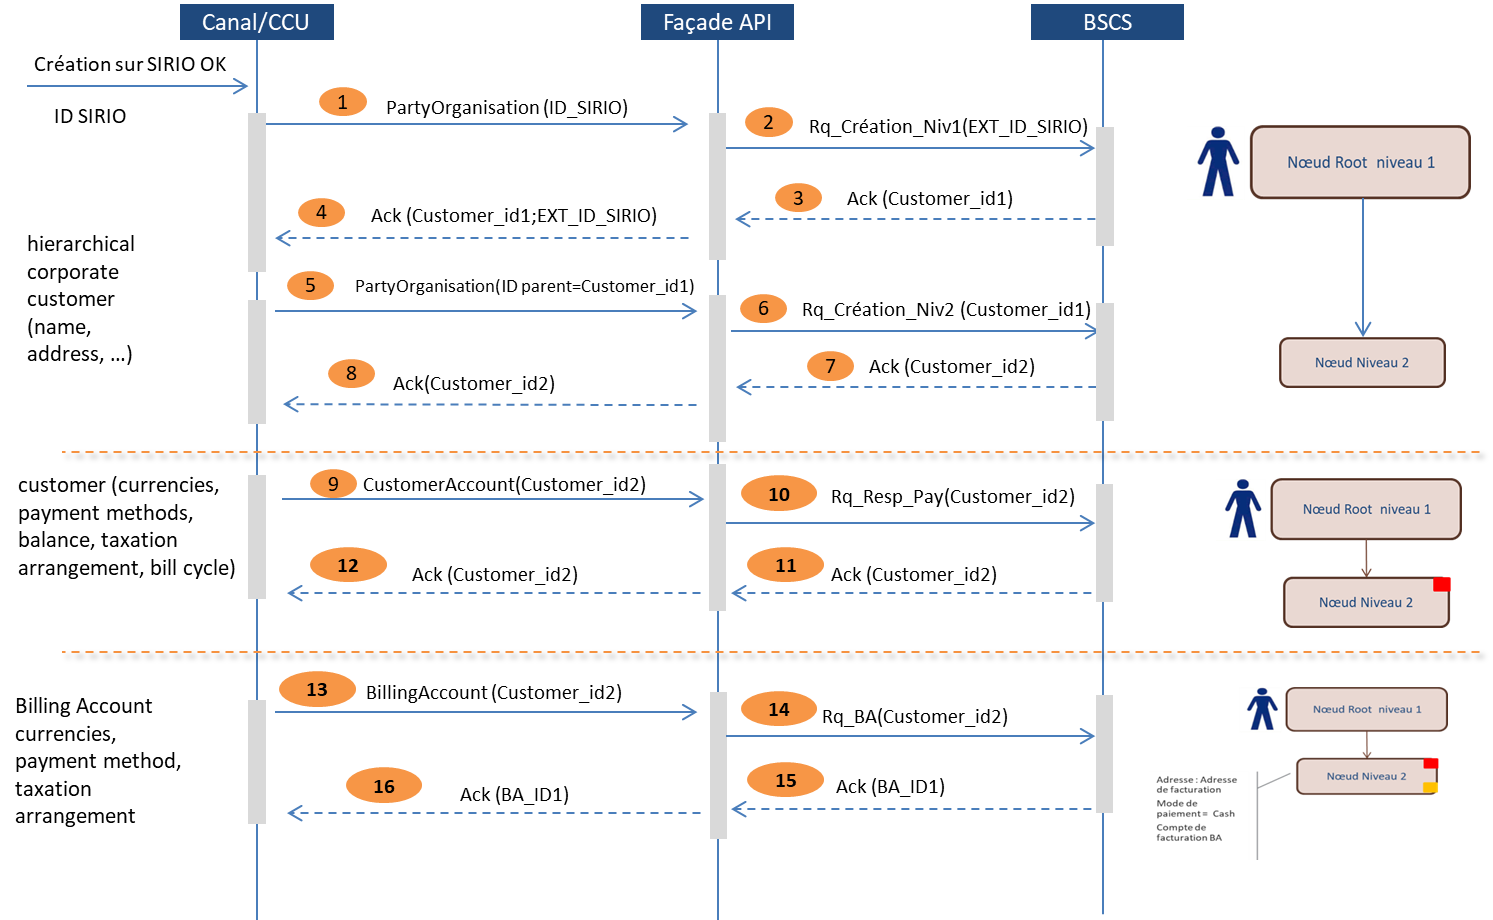 Canal/CCU
Façade API
BSCS
Création sur SIRIO OK
ID SIRIO
1
PartyOrganisation (ID_SIRIO)
2
Rq_Création_Niv1(EXT_ID_SIRIO)
3
Ack (Customer_id1)
4
Ack (Customer_id1;EXT_ID_SIRIO)
Nœud Root niveau 1
hierarchical
corporate
customer
(name,
address, ...)
5
PartyOrganisation(ID parent=Customer_id1)
6
Rq_Création_Niv2 (Customer_id1)
7
Ack (Customer_id2)
8
Ack(Customer_id2)
Nœud Niveau 2
customer (currencies,
payment methods,
balance, taxation
arrangement, bill cycle)
9
CustomerAccount(Customer_id2)
10
Rq_Resp_Pay(Customer_id2)
11
Ack (Customer_id2)
12
Ack (Customer_id2)
Nœud Root niveau 1
Nœud Niveau 2
Billing Account
currencies,
payment method,
taxation
arrangement
13
BillingAccount (Customer_id2)
14
Rq_BA(Customer_id2)
15
Ack (BA_ID1)
16
Ack (BA_ID1)
Nœud Root niveau 1
Nœud Niveau 2
Adresse : Adresse
de facturation
Mode de
paiement = Cash
Compte de
facturation BA